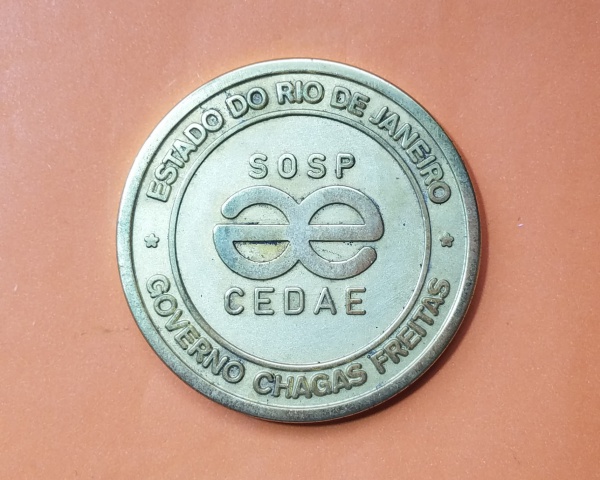 ESTADO DO RIO DE JANEIRO
SOSP
CEDAE
GOVERNO CHAGAS FREITAS